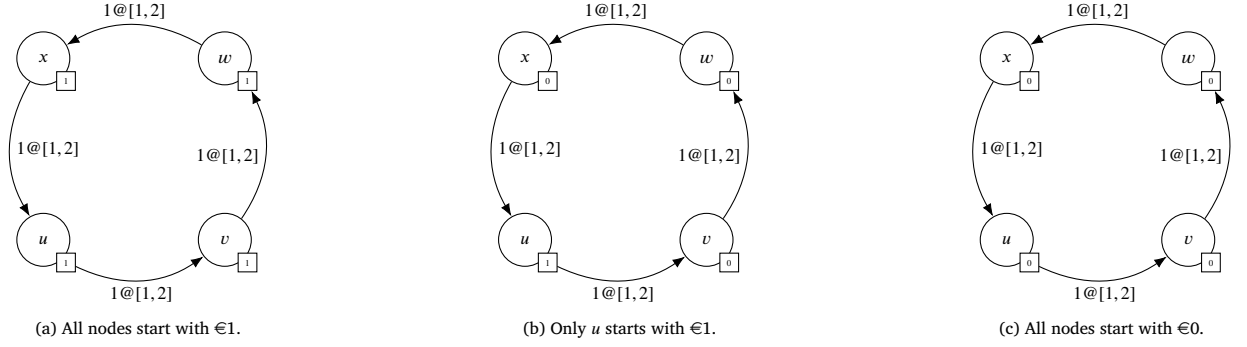 1@[1, 2]
x
1
w
1
1@[1, 2]
1@[1, 2]
u
1
v
1
1@[1, 2]
(a) All nodes start with €1.
1@[1, 2]
x
0
w
0
1@[1, 2]
1@[1, 2]
u
1
v
0
1@[1, 2]
(b) Only u starts with €1.
1@[1, 2]
x
0
w
0
1@[1, 2]
1@[1, 2]
u
0
v
0
1@[1, 2]
(c) All nodes start with €0.